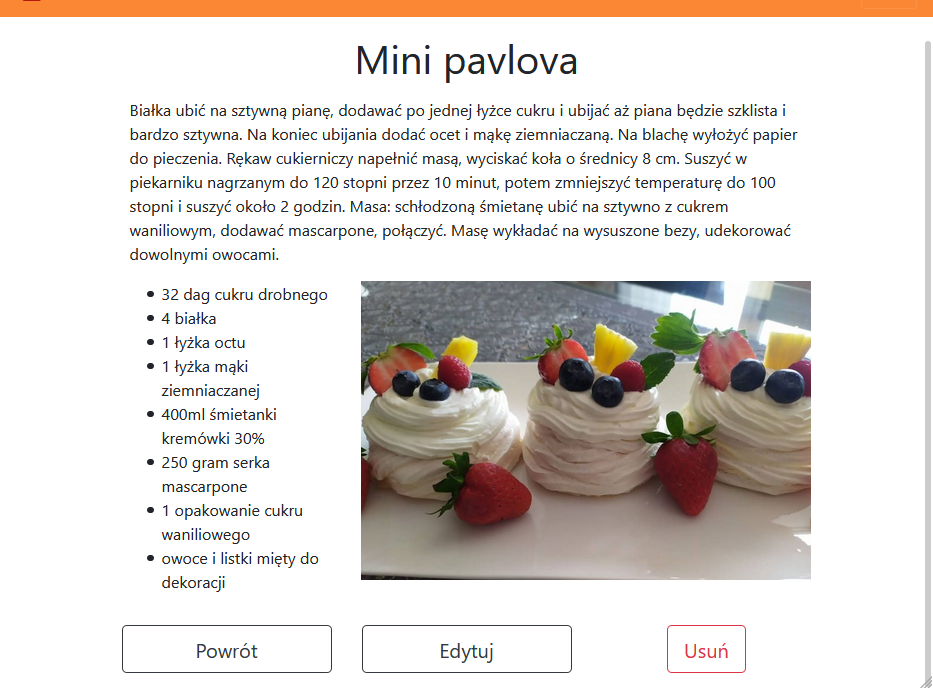 Mini pavlova
Białka ubić na sztywną pianę, dodawać po jednej łyżce cukru i ubijać aż piana będzie szklista i
bardzo sztywna. Na koniec ubijania dodać ocet i mąkę ziemniaczaną. Na blachę wyłożyć papier
do pieczenia. Rękaw cukierniczy napełnić masą, wyciskać koła o średnicy 8 cm. Suszyć w
piekarniku nagrzanym do 120 stopni przez 10 minut, potem zmniejszyć temperaturę do 100
stopni i suszyć około 2 godzin. Masa: schłodzoną śmietanę ubić na sztywno z cukrem
waniliowym, dodawać mascarpone, połączyć. Masę wykładać na wysuszone bezy, udekorować
dowolnymi owocami.
32 dag cukru drobnego
4 białka
1 łyżka octu
1 łyżka mąki
ziemniaczanej
400ml śmietanki
kremówki 30%
250 gram serka
mascarpone
1 opakowanie cukru
waniliowego
owoce i listki mięty do
dekoracji
Powrót
Edytuj
Usuń